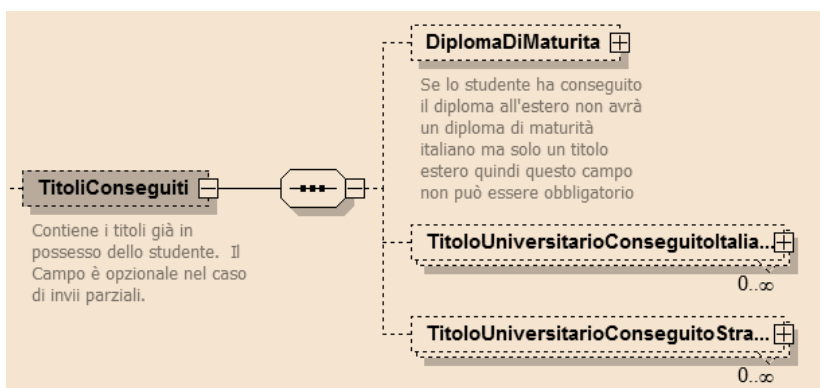 DiplomaDiMaturita
Se lo studente ha conseguito
il diploma all'estero non avrà
un diploma di maturità
italiano ma solo un titolo
estero quindi questo campo
non può essere obbligatorio
TitoliConseguiti
Contiene i titoli già in
possesso dello studente. Il
Campo è opzionale nel caso
di invii parziali.
TitoloUniversitarioConseguitoItalia...
0..∞
TitoloUniversitarioConseguitoStra...
0..∞